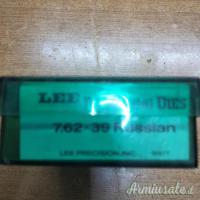 LEE DIES
7.62×39 Russian
LEE PRECISION, INC.
Armiusate.it